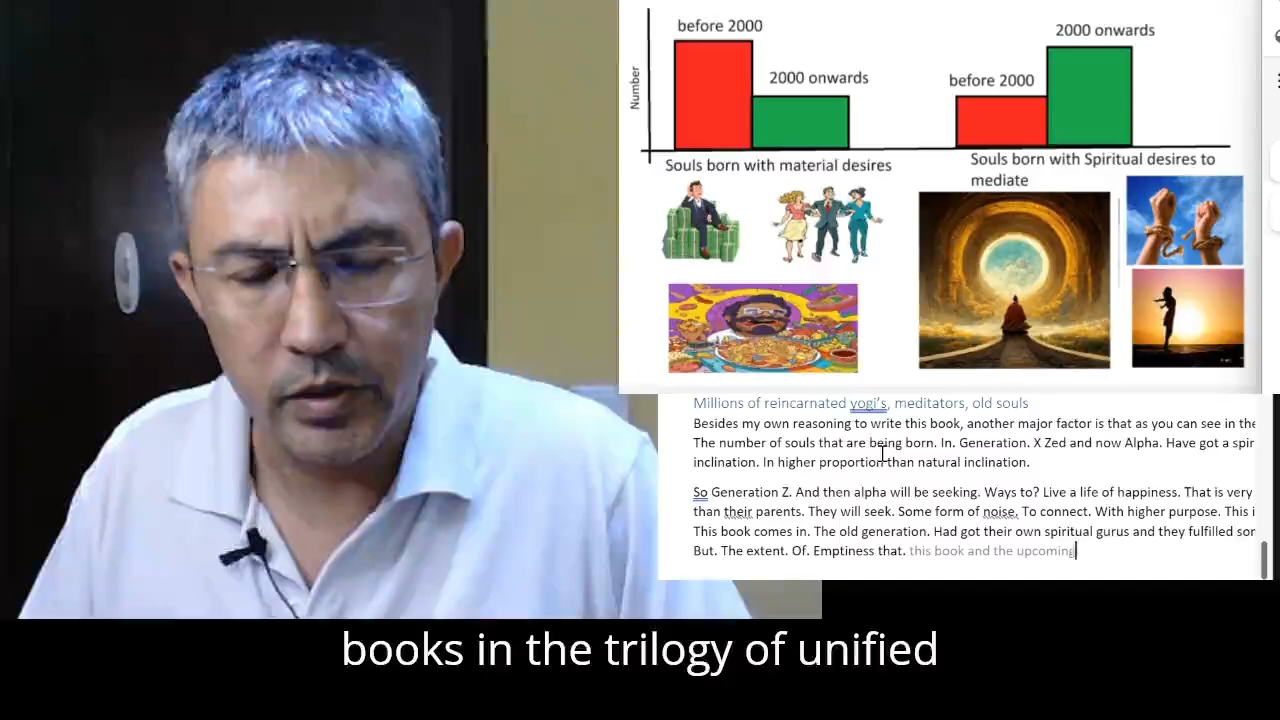 before 2000
2000 onwards
Number
2000 onwards
before 2000
Souls born with material desires
Souls born with Spiritual desires to
mediate
Millions of reincarnated yogi's, meditators, old souls
Besides my own reasoning to write this book, another major factor is that as you can see in the
The number of souls that are being born. In. Generation. X Zed and now Alpha. Have got a spir
inclination. In higher proportion than natural inclination.
So Generation Z. And then alpha will be seeking. Ways to? Live a life of happiness. That is very
than their parents. They will seek. Some form of noise. To connect. With higher purpose. This i
This book comes in. The old generation. Had got their own spiritual gurus and they fulfilled sor
But. The extent. Of. Emptiness that. this book and the upcoming
books in the trilogy of unified